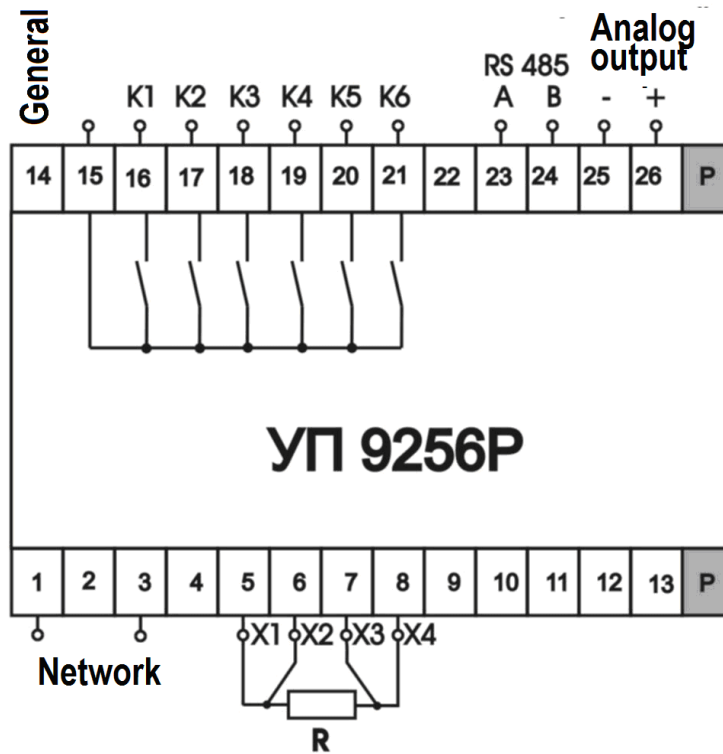 General
Analog
output
RS 485
K1 K2 K3 K4 K5 K6 A B - +
14 15 16 17 18 19 20 21 22 23 24 25 26 P
УП 9256Р
1 2 3 4 5 6 7 8 9 10 11 12 13 P
X1 X2 X3 X4
Network
R